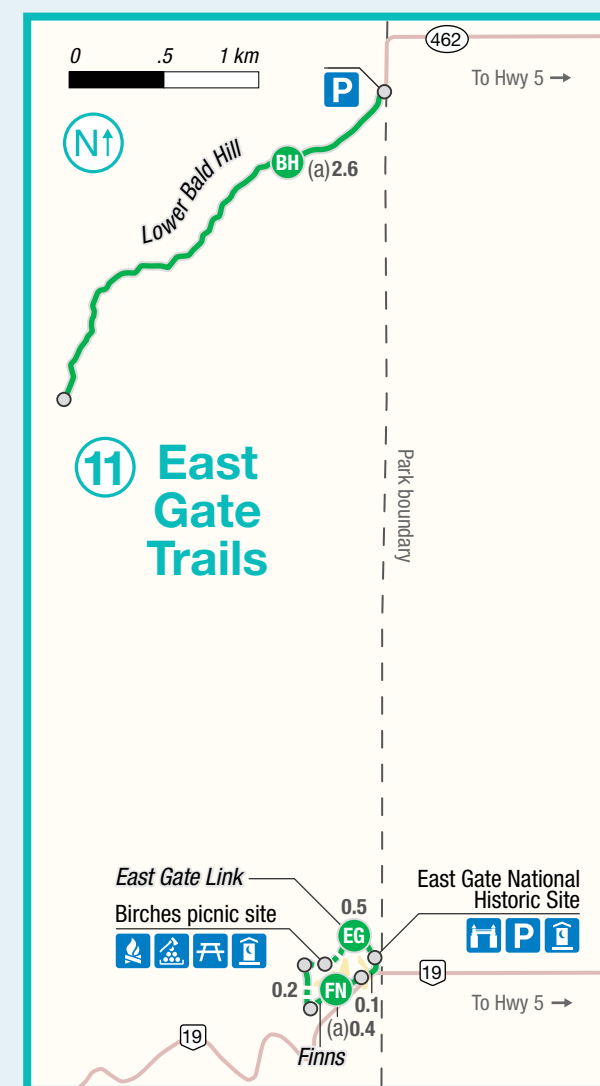 0 .5 1 km
462
To Hwy 5 →
P
N↑
Lower Bald Hill
BH
(a)2.6
11 East
Gate
Trails
Park boundary
East Gate Link
Birches picnic site
0.5
EG
East Gate National
Historic Site
P
0.2
FN
0.1
(a)0.4
Finns
19
To Hwy 5 →
19